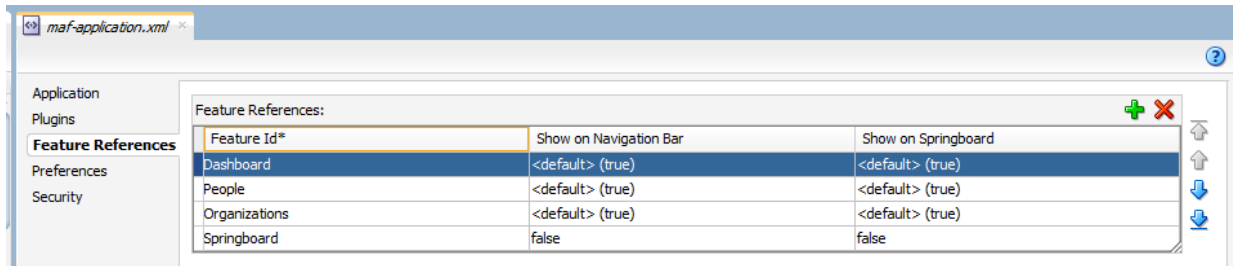 maf-application.xml
Application
Plugins
Feature References
Preferences
Security
Feature References:
Feature Id* Show on Navigation Bar Show on Springboard
Dashboard <default> (true) <default> (true)
People <default> (true) <default> (true)
Organizations <default> (true) <default> (true)
Springboard false false